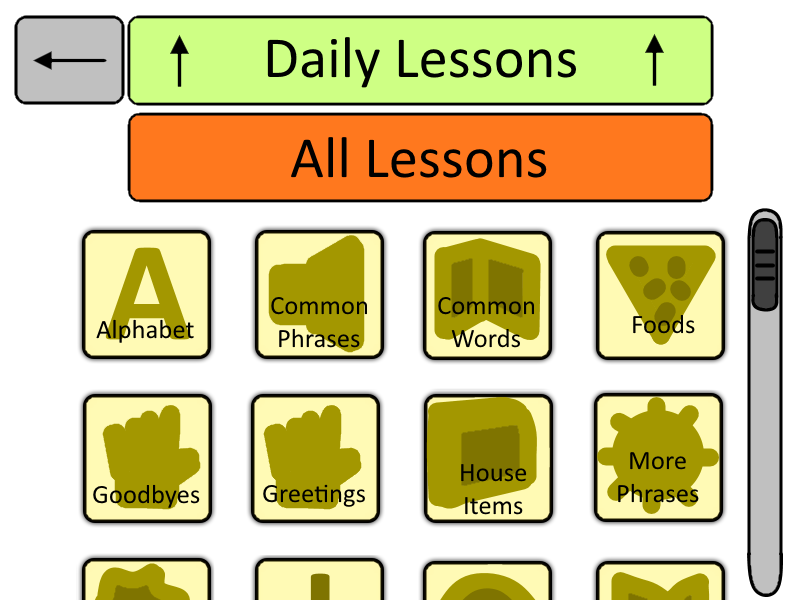 Daily Lessons
All Lessons
A
Alphabet
Common
Phrases
Common
Words
Foods
Goodbyes
Greetings
House
Items
More
Phrases